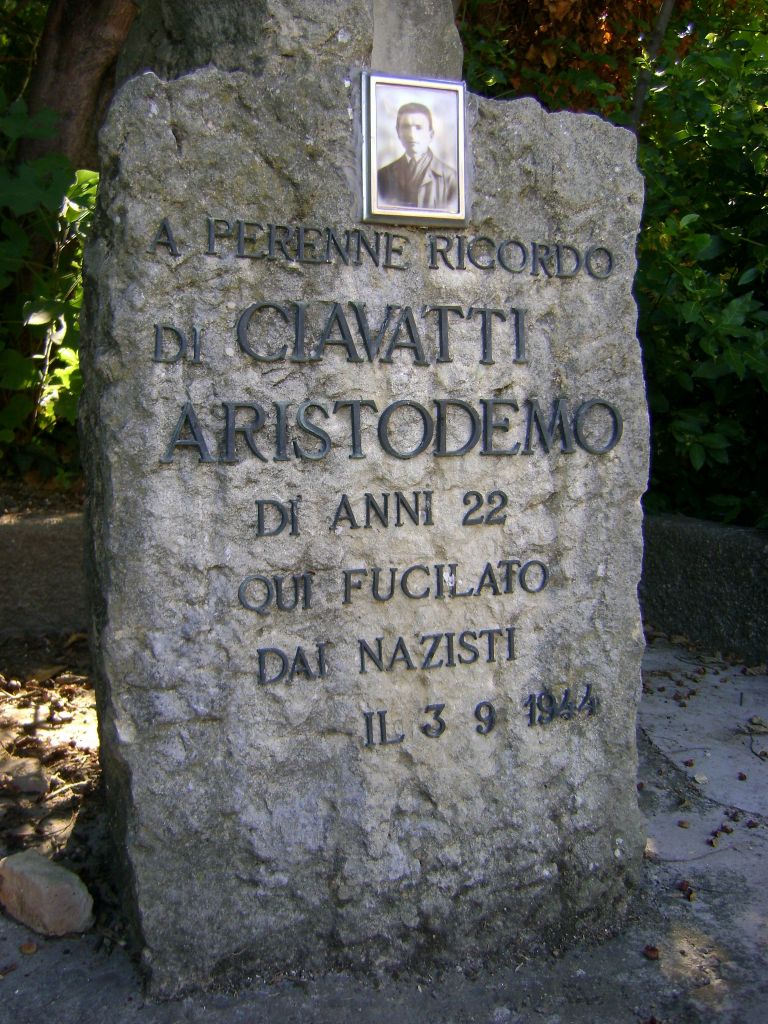 A PERENNE RICORDO
DI CIAVATTI
ARISTODEMO
DI ANNI 22
QUI FUCILATO
DAI NAZISTI
IL 3 9 1944